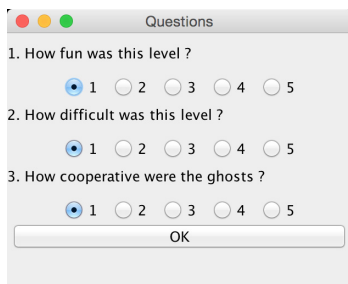 Questions
1. How fun was this level ?
1 2 3 4 5
2. How difficult was this level ?
1 2 3 4 5
3. How cooperative were the ghosts ?
1 2 3 4 5
OK